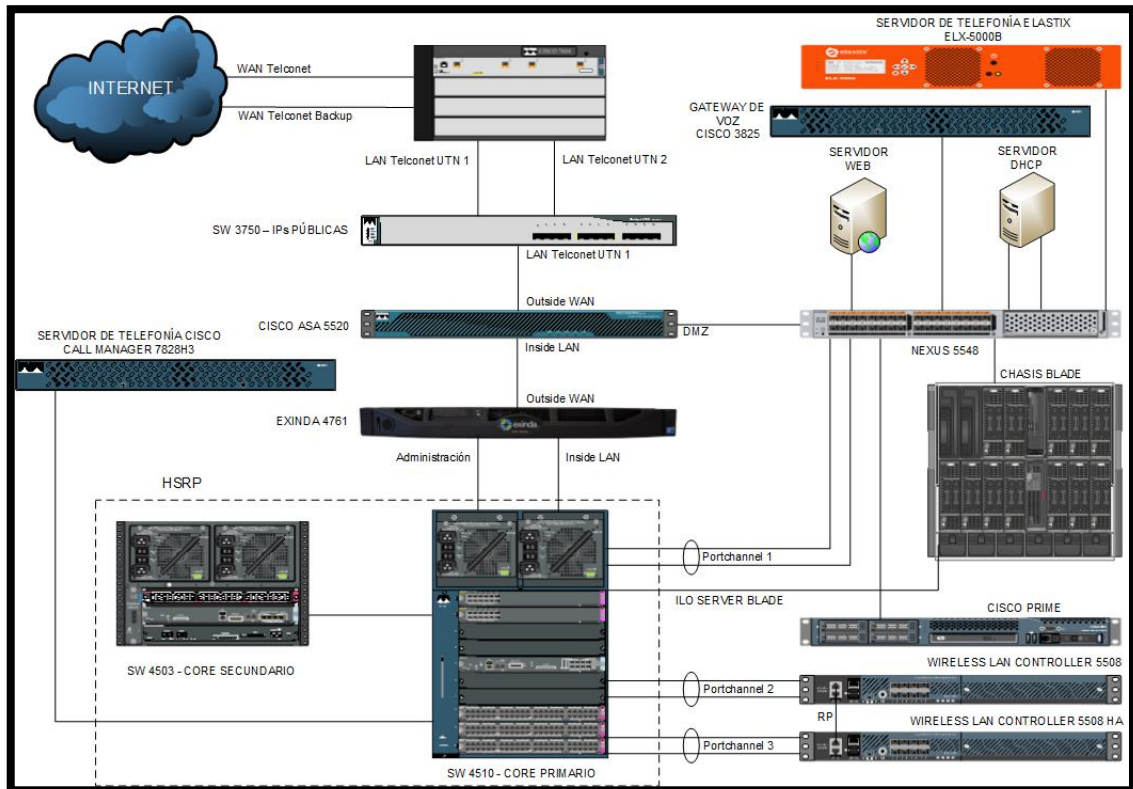 SERVIDOR DE TELEFONÍA ELASTIX
ELX-5000B
INTERNET
WAN Telconet
WAN Telconet Backup
GATEWAY DE
VOZ
CISCO 3825
LAN Telconet UTN 1
LAN Telconet UTN 2
SERVIDOR
WEB
SERVIDOR
DHCP
SW 3750 – IPs PÚBLICAS
LAN Telconet UTN 1
Outside WAN
CISCO ASA 5520
DMZ
Inside LAN
NEXUS 5548
SERVIDOR DE TELEFONÍA CISCO
CALL MANAGER 7828H3
CHASIS BLADE
Outside WAN
EXINDA 4761
exinda
Administración
Inside LAN
HSRP
Portchannel 1
ILO SERVER BLADE
CISCO PRIME
SW 4503 - CORE SECUNDARIO
WIRELESS LAN CONTROLLER 5508
Portchannel 2
RP
WIRELESS LAN CONTROLLER 5508 HA
Portchannel 3
SW 4510 - CORE PRIMARIO